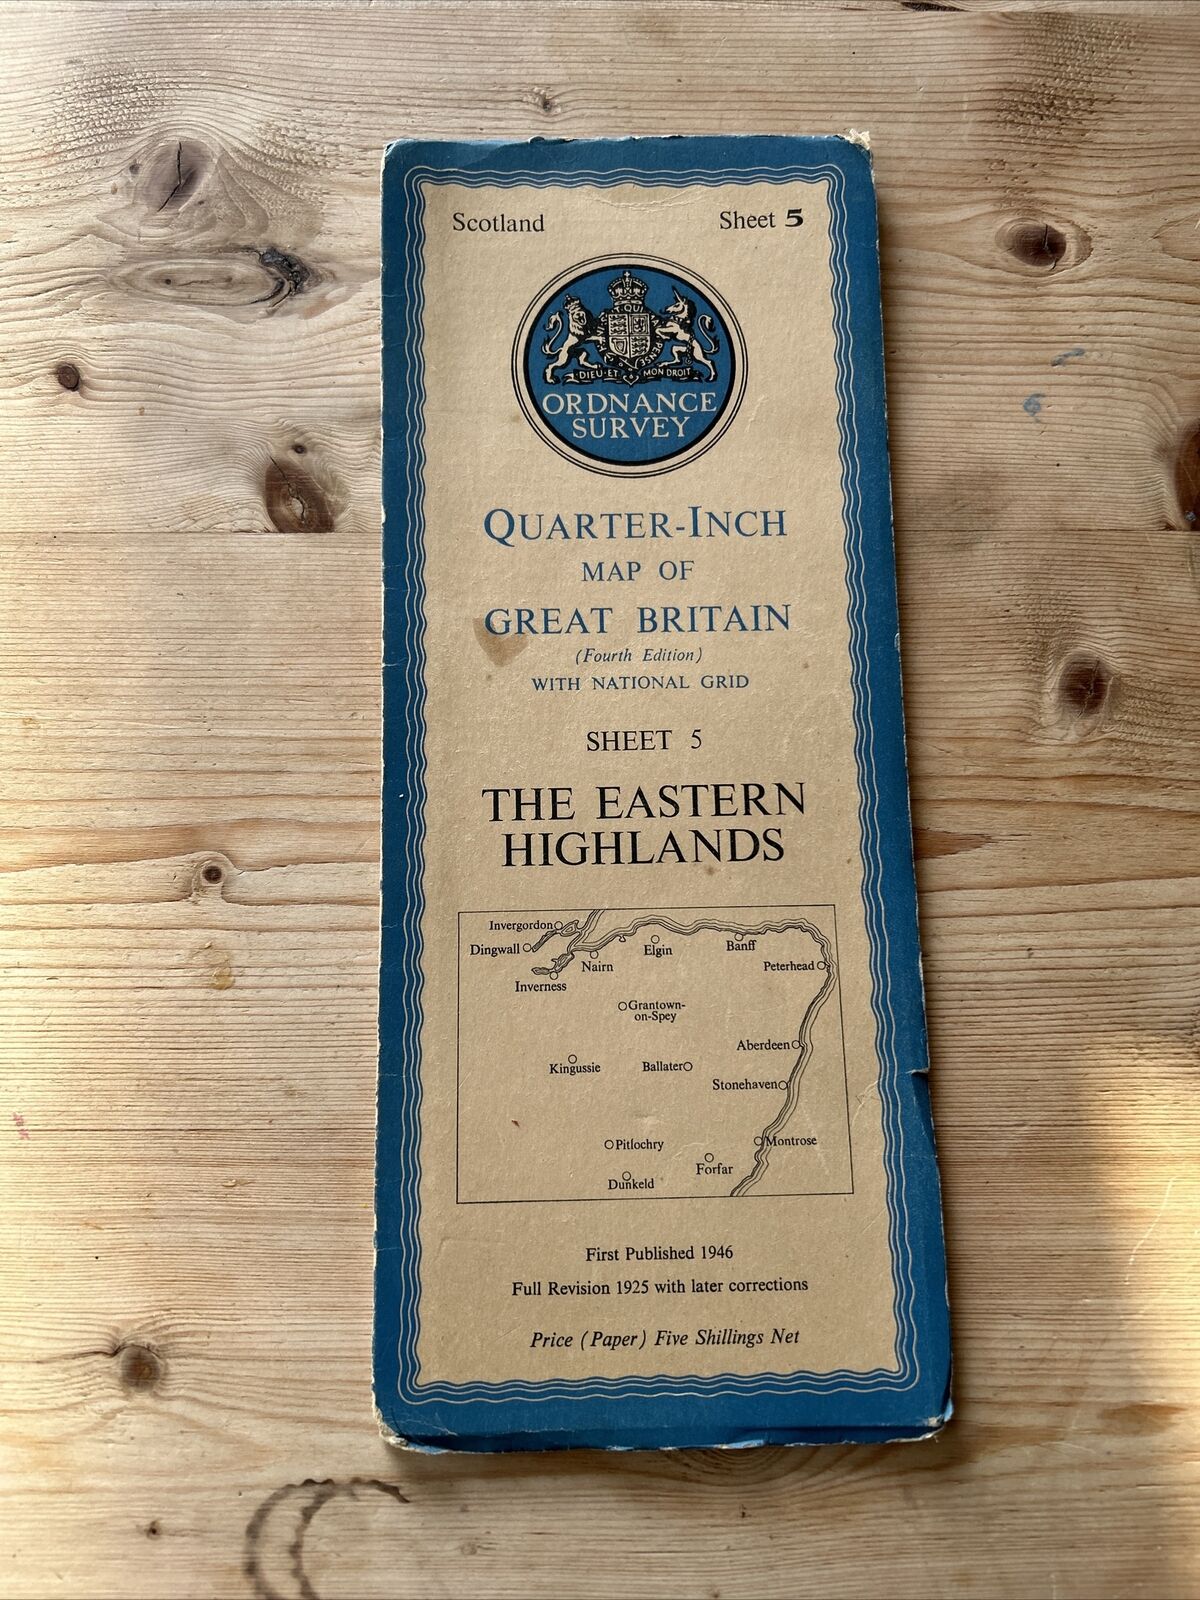 Scotland Sheet 5
DIEU·ET MON DROIT
ORDNANCE
SURVEY
QUARTER-INCH
MAP OF
GREAT BRITAIN
(Fourth Edition)
WITH NATIONAL GRID
SHEET 5
THE EASTERN
HIGHLANDS
Invergordon
Dingwall
Elgin
Banff
Nairn
Peterhead
Inverness
Grantown-
on-Spey
Aberdeen
Kingussie
Ballater
Stonehaven
Pitlochry
Montrose
Forfar
Dunkeld
First Published 1946
Full Revision 1925 with later corrections
Price (Paper) Five Shillings Net